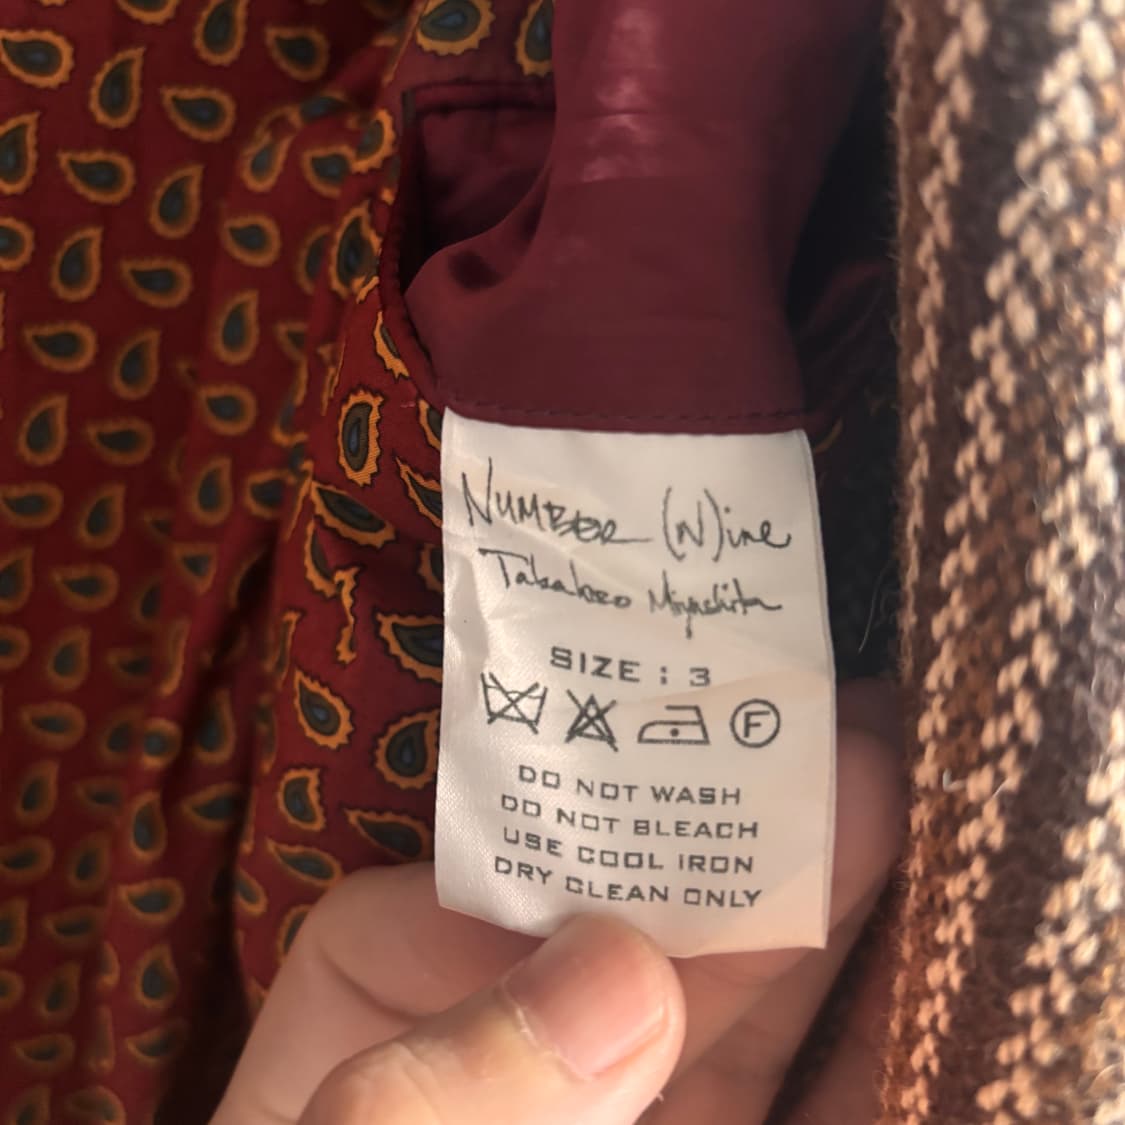 NUMBER (N)ine
Takahiro Miyashita
SIZE : 3
F
DO NOT WASH
DO NOT BLEACH
USE COOL IRON
DRY CLEAN ONLY